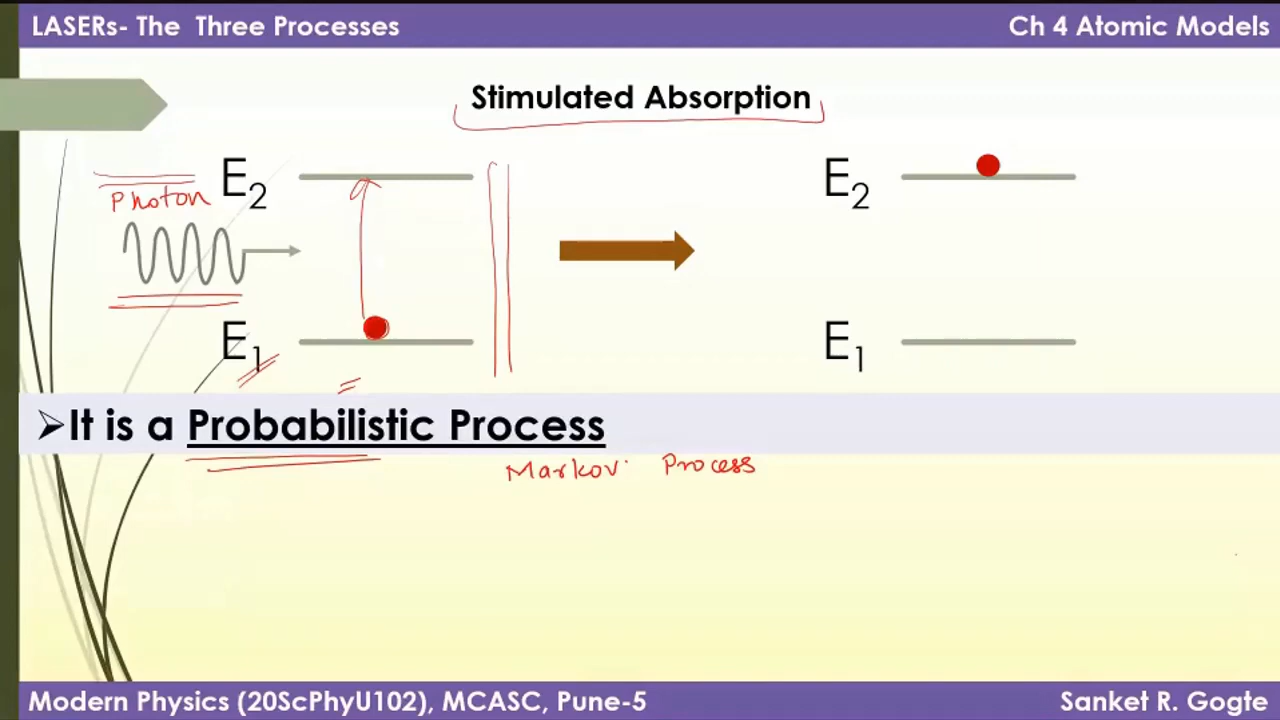 LASERs- The Three Processes
Ch 4 Atomic Models
Stimulated Absorption
Photon
E2
E1
E2
E1
➢It is a Probabilistic Process
Markov Process
Modern Physics (20ScPhyU102), MCASC, Pune-5
Sanket R. Gogte